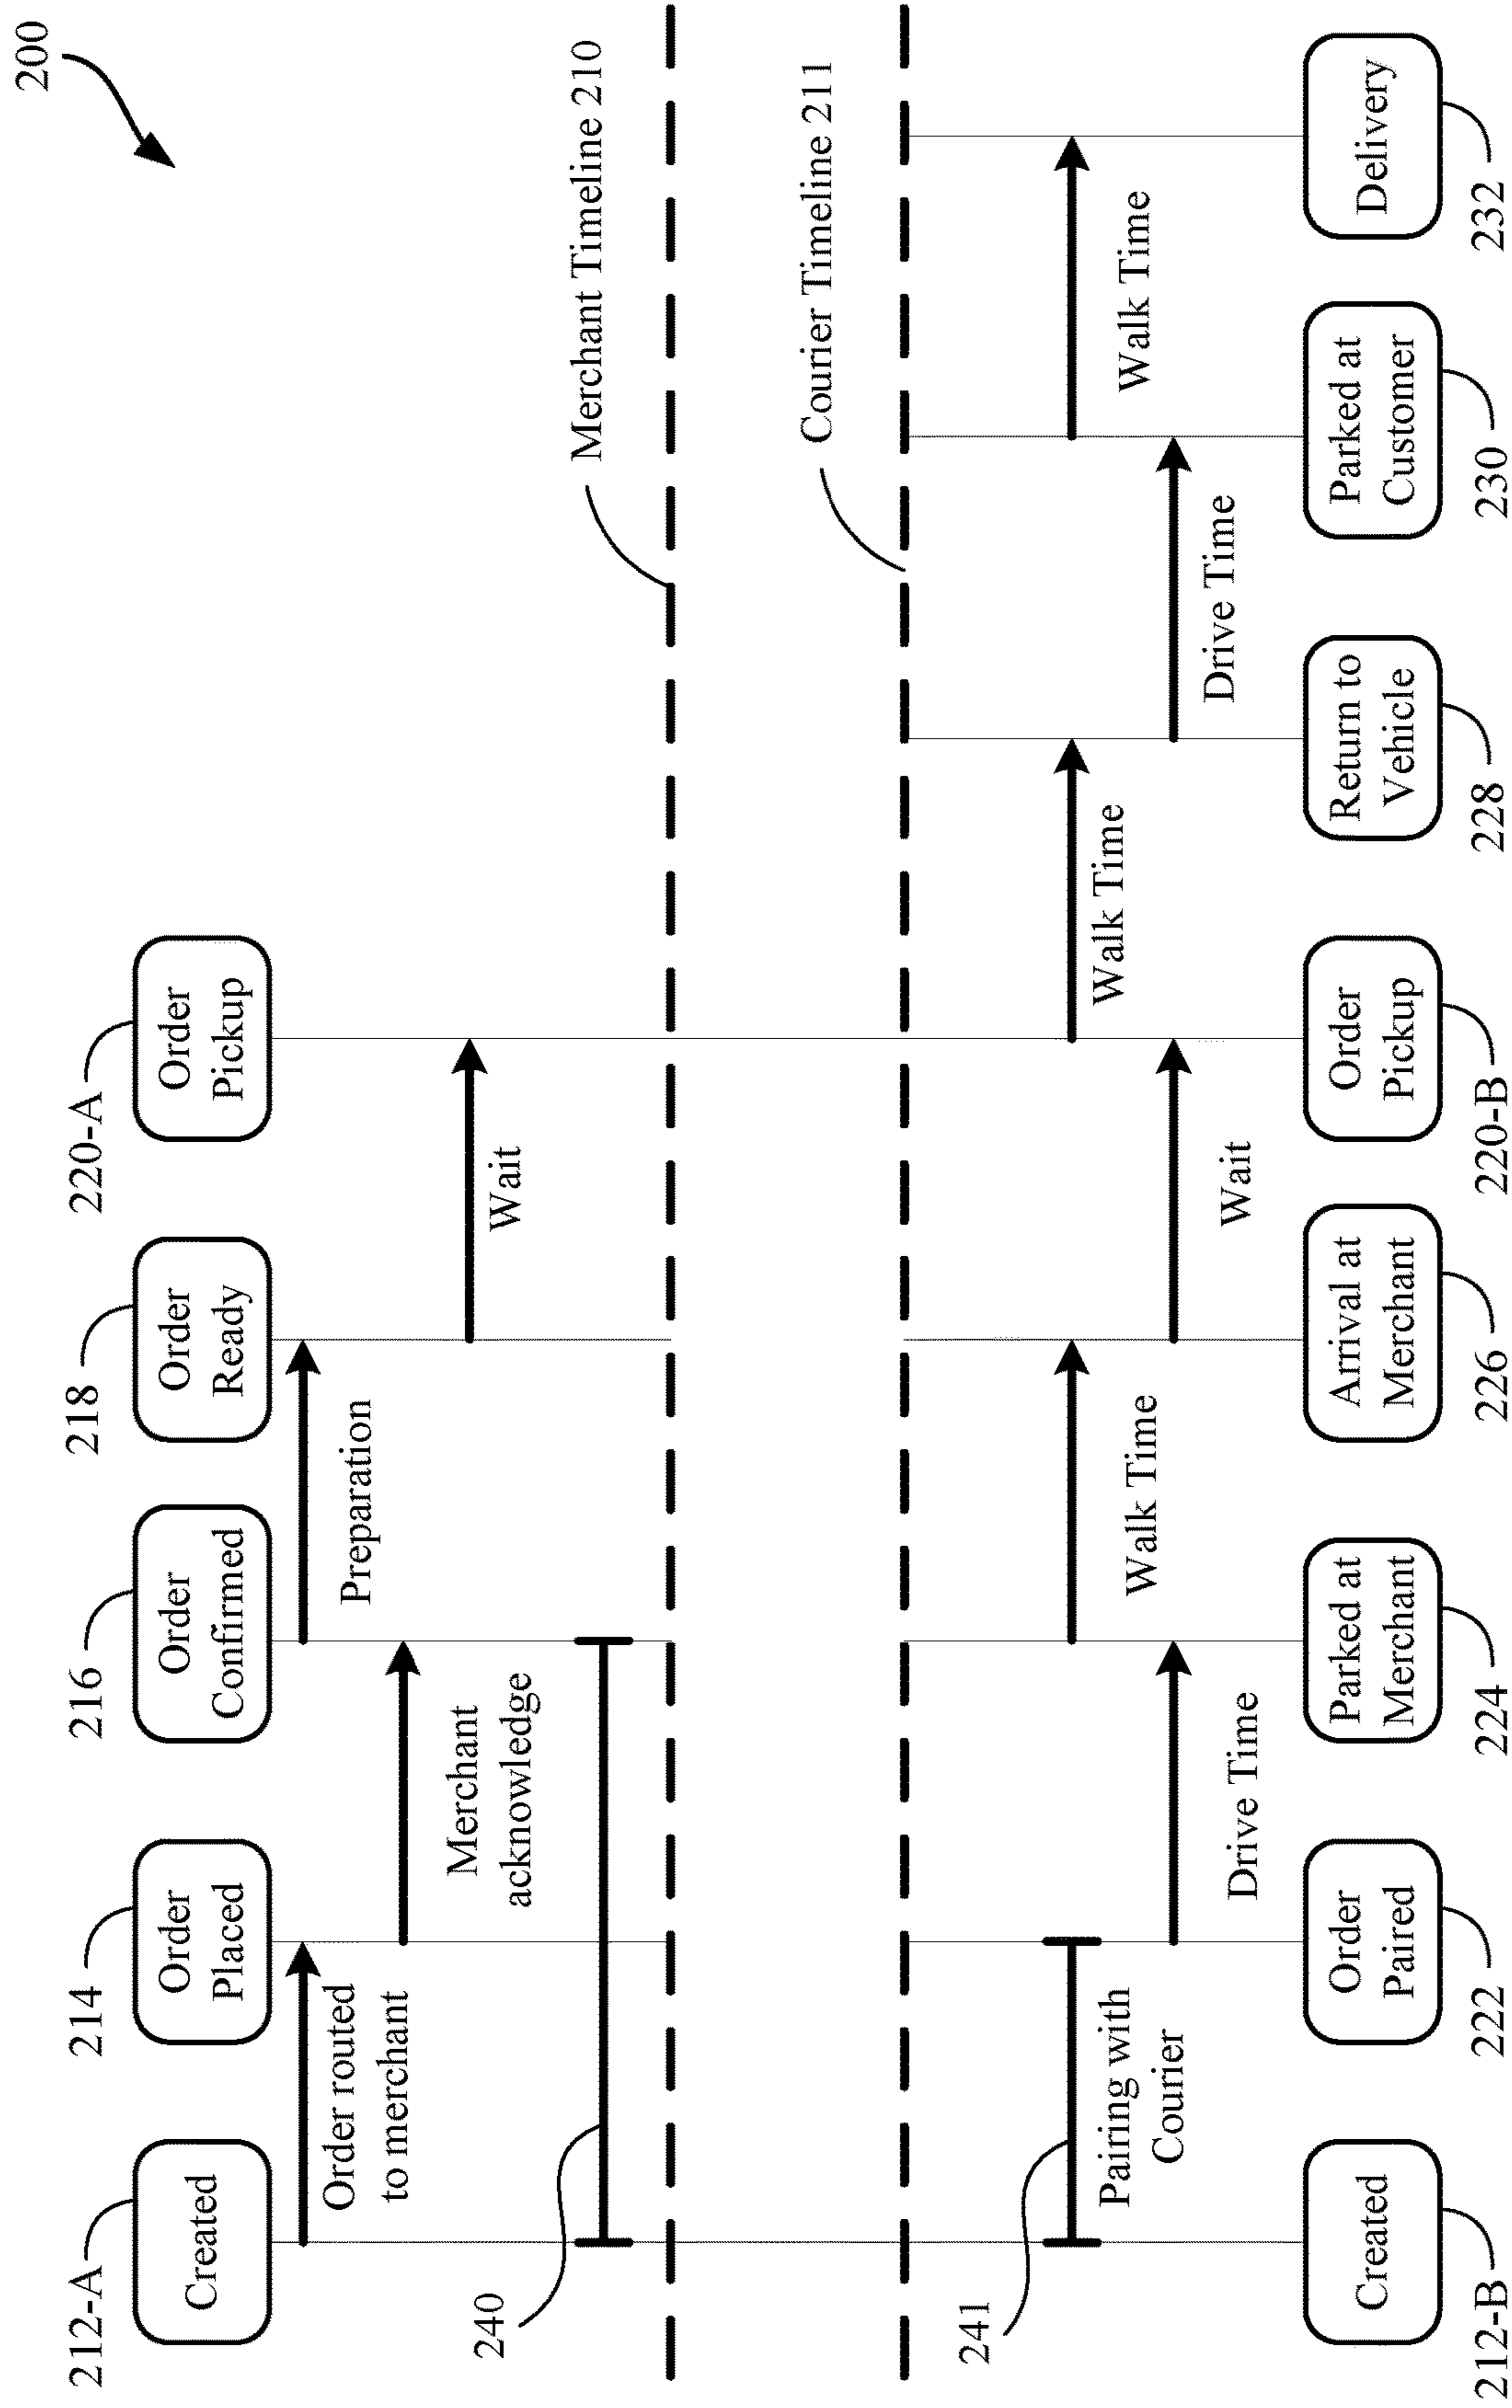 200
212-A
214
216
218
220-A
Created
Order
Placed
Order
Confirmed
Order
Ready
Order
Pickup
Order routed
to merchant
Merchant
acknowledge
Preparation
Wait
240
Merchant Timeline 210
Courier Timeline 211
241
Pairing with
Courier
Drive Time
Walk Time
Wait
Walk Time
Drive Time
Walk Time
Created
Order
Paired
Parked at
Merchant
Arrival at
Merchant
Order
Pickup
Return to
Vehicle
Parked at
Customer
Delivery
212-B
222
224
226
220-B
228
230
232